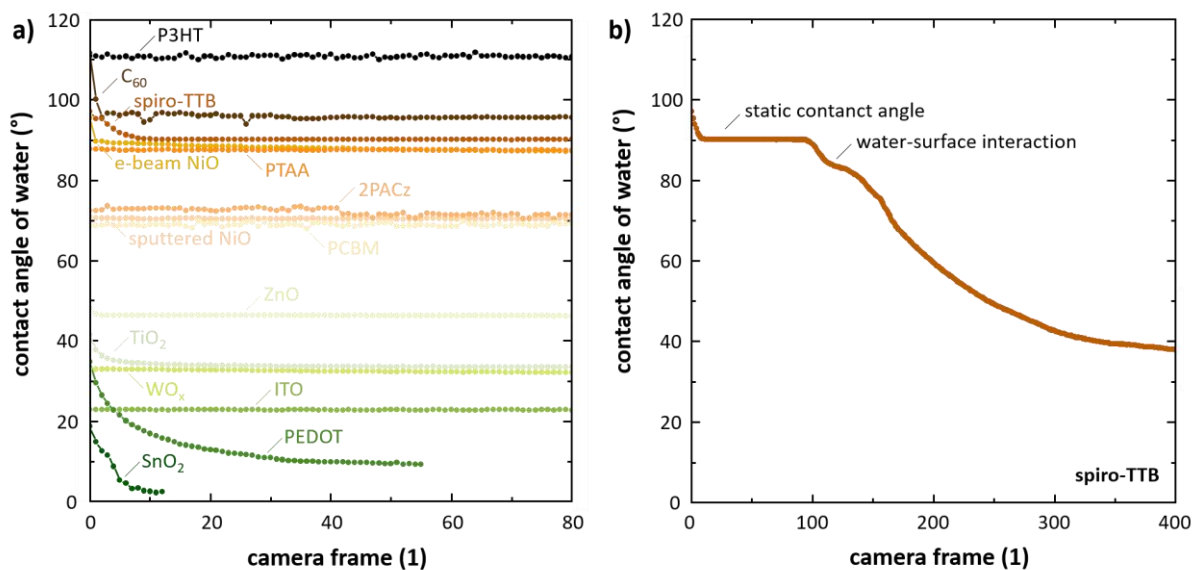 a)
contact angle of water (°)
120
100
80
60
40
20
0
P3HT
C60
spiro-TTB
e-beam NiO
PTAA
2PACz
sputtered NiO
PCBM
ZnO
TiO2
WOx
ITO
PEDOT
SnO2
0 20 40 60 80
camera frame (1)
b)
contact angle of water (°)
120
100
80
60
40
20
0
static contanct angle
water-surface interaction
spiro-TTB
0 100 200 300 400
camera frame (1)